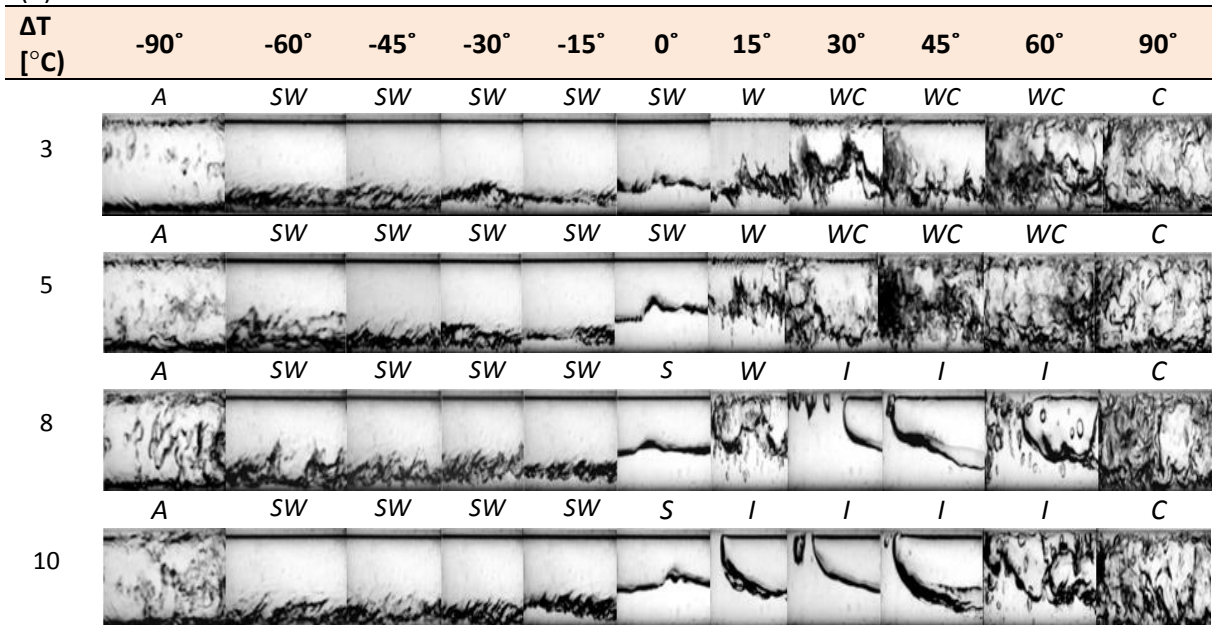 ΔT [°C] -90˚ -60˚ -45˚ -30˚ -15˚ 0˚ 15˚ 30˚ 45˚ 60˚ 90˚
A SW SW SW SW SW W WC WC WC C
3
A SW SW SW SW SW W WC WC WC C
5
A SW SW SW SW S W I I I C
8
A SW SW SW SW S I I I I C
10